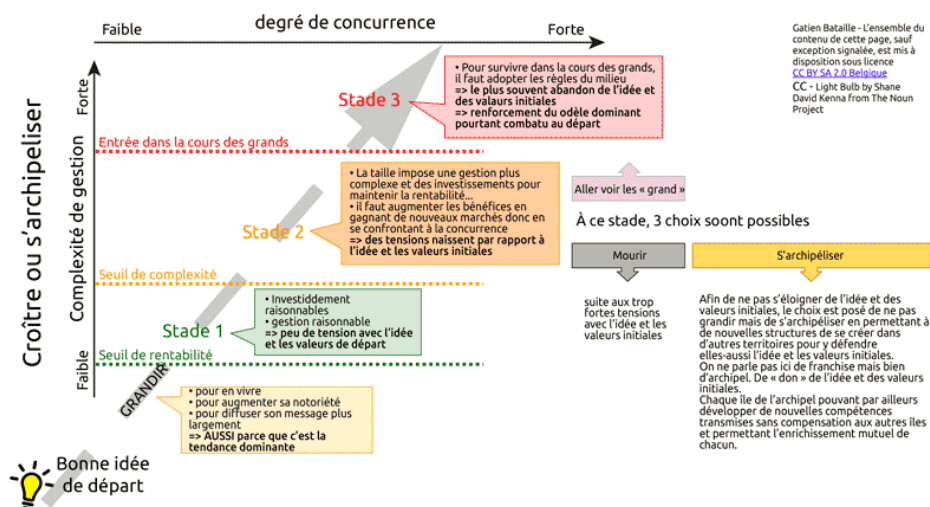 Faible
degré de concurrence
Forte
Gatien Bataille - L'ensemble du
contenu de cette page, sauf
exception signalée, est mis à
disposition sous licence
CC BY SA 2.0 Belgique
CC - Light Bulb by Shane
David Kenna from The Noun
Project
Croître ou s'archipeliser
Complexité de gestion
Forte
Faible
Stade 3
• Pour survivre dans la cours des grands,
il faut adopter les règles du milieu
=> le plus souvent abandon de l'idée et
des valeurs initiales
=> renforcement du odèle dominant
pourtant combatu au départ
Entrée dans la cours des grands
Stade 2
• La taille impose une gestion plus
complexe et des investissements pour
maintenir la rentabilité...
• il faut augmenter les bénéfices en
gagnant de nouveaux marchés donc en
se confrontant à la concurrence
=> des tensions naissent par rapport à
l'idée et les valeurs initiales
Aller voir les « grand »
À ce stade, 3 choix soont possibles
Mourir
S'archipéliser
suite aux trop
fortes tensions
avec l'idée et les
valeurs initiales
Afin de ne pas s'éloigner de l'idée et des
valeurs initiales, le choix est posé de ne pas
grandir mais de s'archipéliser en permettant à
de nouvelles structures de se créer dans
d'autres territoires pour y défendre
elles-aussi l'idée et les valeurs initiales.
On ne parle pas ici de franchise mais bien
d'archipel. De « don » de l'idée et des valeurs
initiales.
Chaque île de l'archipel pouvant par ailleurs
développer de nouvelles compétences
transmises sans compensation aux autres îles
et permettant l'enrichissement mutuel de
chacun.
Seuil de complexité
Stade 1
• Investiddement
raisonnables
• gestion raisonnable
=> peu de tension avec l'idée
et les valeurs de départ
Seuil de rentabilité
GRANDIR
• pour en vivre
• pour augmenter sa notoriété
• pour diffuser son message plus
largement
=> AUSSI parce que c'est la
tendance dominante
Bonne idée
de départ